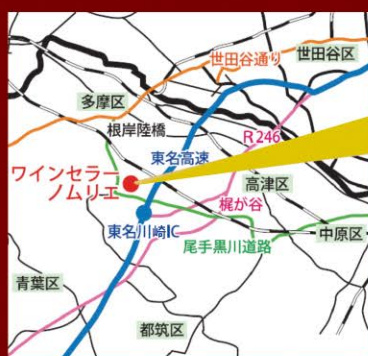 世田谷通り
世田谷区
多摩区
根岸陸橋
R246
東名高速
ワインセラー
ノムリエ
高津区
梶が谷
東名川崎IC
中原区
尾手黒川道路
青葉区
都筑区